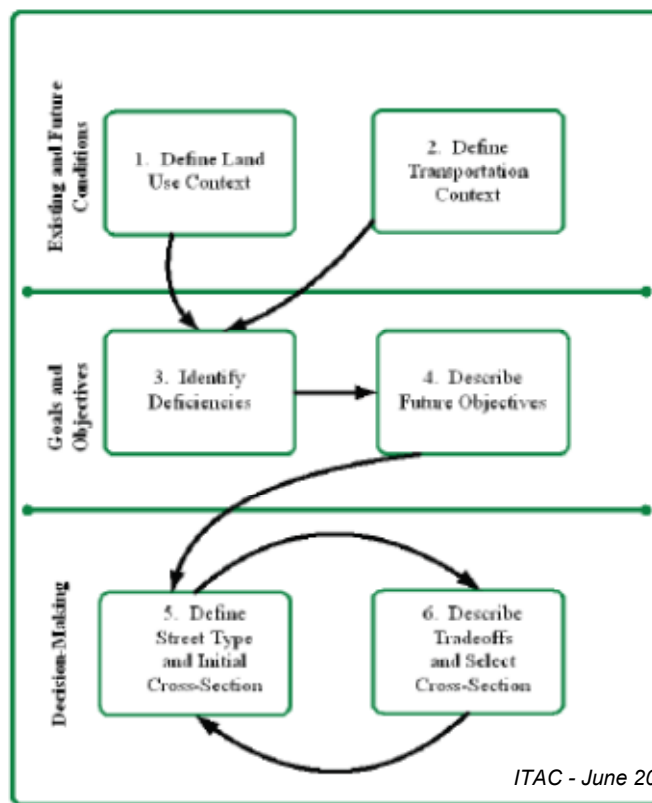 Existing and Future
Conditions
1. Define Land
Use Context
2. Define
Transportation
Context
Goals and
Objectives
3. Identify
Deficiencies
4. Describe
Future Objectives
Decision-Making
5. Define
Street Type
and Initial
Cross-Section
6. Describe
Tradeoffs
and Select
Cross-Section
ITAC - June 20